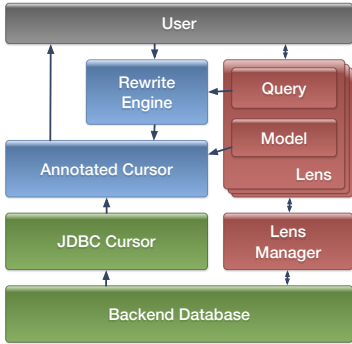 User
Rewrite
Engine
Query
Model
Annotated Cursor
Lens
JDBC Cursor
Lens
Manager
Backend Database